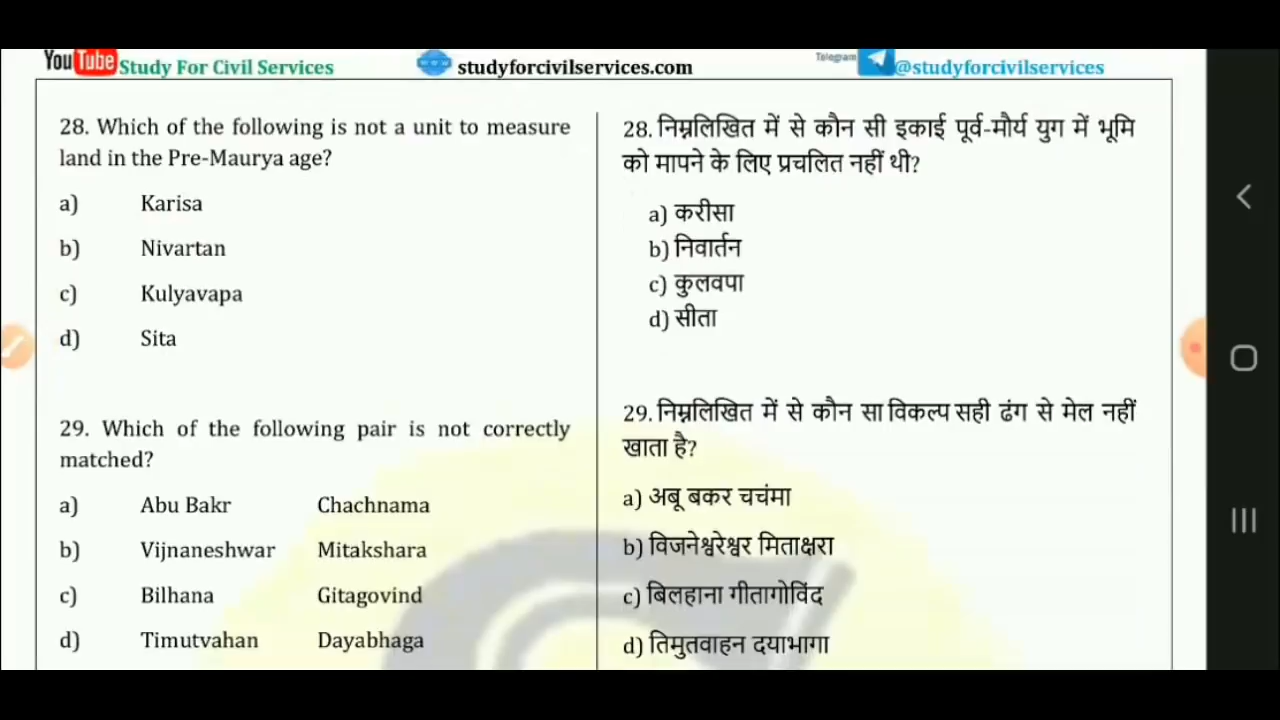 YouTube Study For Civil Services
www studyforcivilservices.com
Telegram @studyforcivilservices
28. Which of the following is not a unit to measure
land in the Pre-Maurya age?
a) Karisa
b) Nivartan
c) Kulyavapa
d) Sita
29. Which of the following pair is not correctly
matched?
a) Abu Bakr Chachnama
b) Vijnaneshwar Mitakshara
c) Bilhana Gitagovind
d) Timutvahan Dayabhaga
28. निम्नलिखित में से कौन सी इकाई पूर्व-मौर्य युग में भूमि
को मापने के लिए प्रचलित नहीं थी?
a) करीसा
b) निवार्तन
c) कुलवपा
d) सीता
29. निम्नलिखित में से कौन सा विकल्प सही ढंग से मेल नहीं
खाता है?
a) अबू बकर चचंमा
b) विजनेश्वरेश्वर मिताक्षरा
c) बिलहाना गीतागोविंद
d) तिमुतवाहन दयाभागा